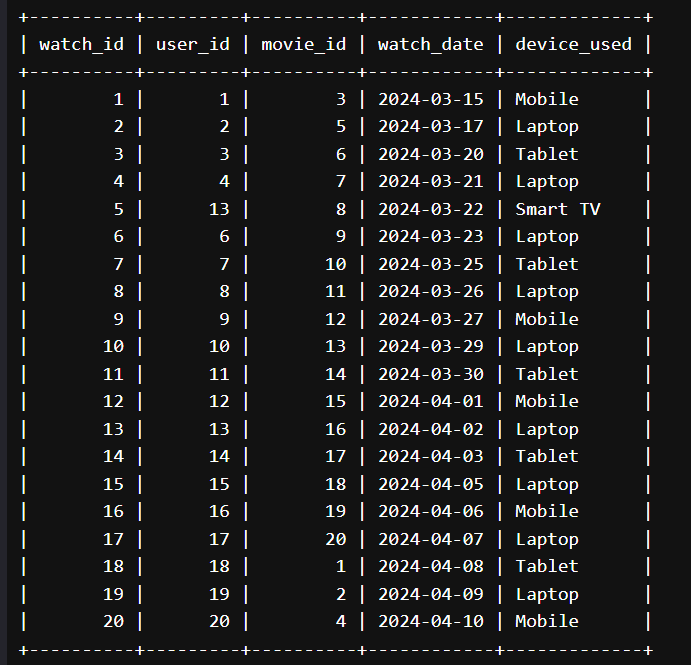 +----------+---------+----------+------------+-------------+
| watch_id | user_id | movie_id | watch_date | device_used |
+----------+---------+----------+------------+-------------+
|        1 |       1 |        3 | 2024-03-15 | Mobile      |
|        2 |       2 |        5 | 2024-03-17 | Laptop      |
|        3 |       3 |        6 | 2024-03-20 | Tablet      |
|        4 |       4 |        7 | 2024-03-21 | Laptop      |
|        5 |      13 |        8 | 2024-03-22 | Smart TV    |
|        6 |       6 |        9 | 2024-03-23 | Laptop      |
|        7 |       7 |       10 | 2024-03-25 | Tablet      |
|        8 |       8 |       11 | 2024-03-26 | Laptop      |
|        9 |       9 |       12 | 2024-03-27 | Mobile      |
|       10 |      10 |       13 | 2024-03-29 | Laptop      |
|       11 |      11 |       14 | 2024-03-30 | Tablet      |
|       12 |      12 |       15 | 2024-04-01 | Mobile      |
|       13 |      13 |       16 | 2024-04-02 | Laptop      |
|       14 |      14 |       17 | 2024-04-03 | Tablet      |
|       15 |      15 |       18 | 2024-04-05 | Laptop      |
|       16 |      16 |       19 | 2024-04-06 | Mobile      |
|       17 |      17 |       20 | 2024-04-07 | Laptop      |
|       18 |      18 |        1 | 2024-04-08 | Tablet      |
|       19 |      19 |        2 | 2024-04-09 | Laptop      |
|       20 |      20 |        4 | 2024-04-10 | Mobile      |
+----------+---------+----------+------------+-------------+